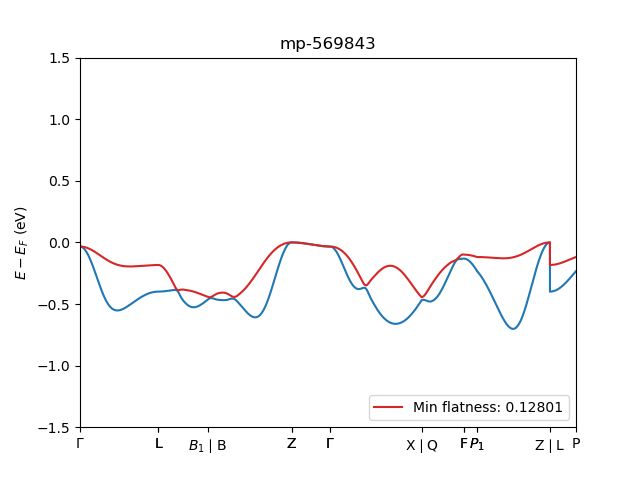 mp-569843
E − E_F (eV)
1.5
1.0
0.5
0.0
−0.5
−1.0
−1.5
Min flatness: 0.12801
Γ L B₁ | B Z Γ X | Q F P₁ Z | L P